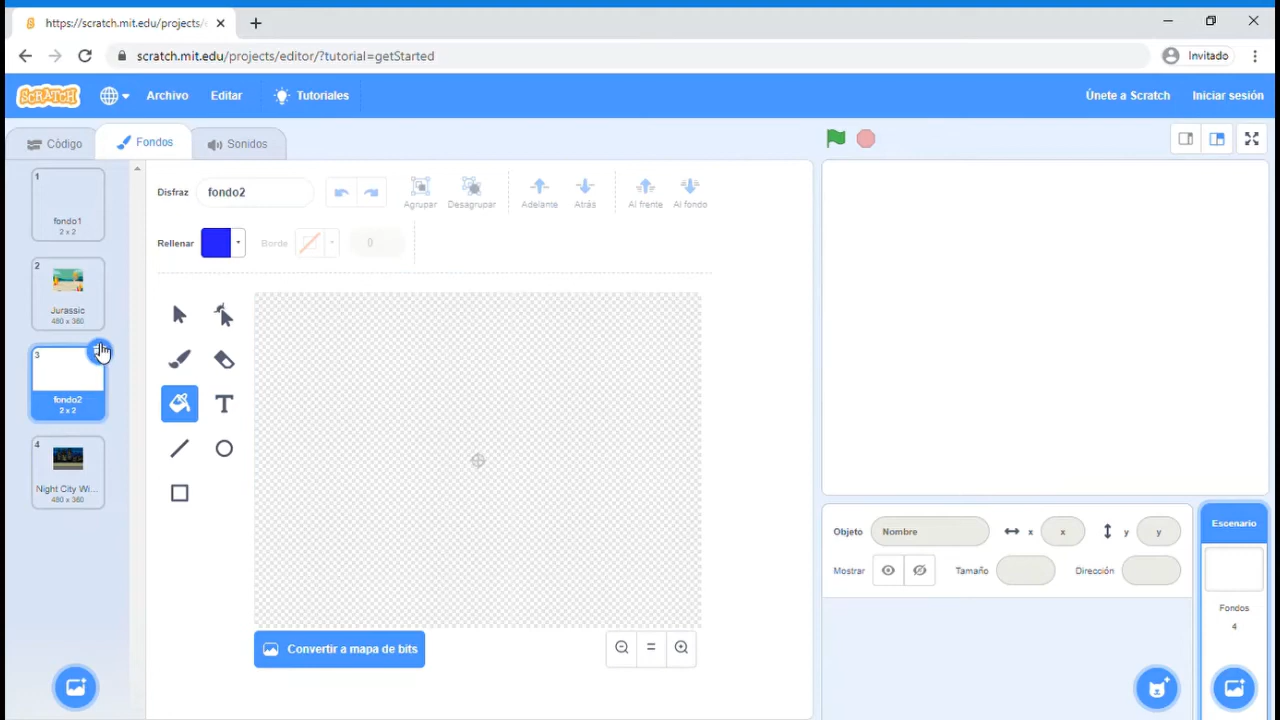 https://scratch.mit.edu/projects/e
scratch.mit.edu/projects/editor/?tutorial=getStarted
Invitado
SCRATCH
Archivo
Editar
Tutoriales
Únete a Scratch
Iniciar sesión
Código
Fondos
Sonidos
1
fondo1
2 x 2
2
Jurassic
480 x 360
3
fondo2
2 x 2
4
Night City Wi...
480 x 360
Disfraz
fondo2
Agrupar
Desagrupar
Adelante
Atrás
Al frente
Al fondo
Rellenar
Borde
0
Convertir a mapa de bits
Objeto
Nombre
x
x
y
y
Mostrar
Tamaño
Dirección
Escenario
Fondos
4